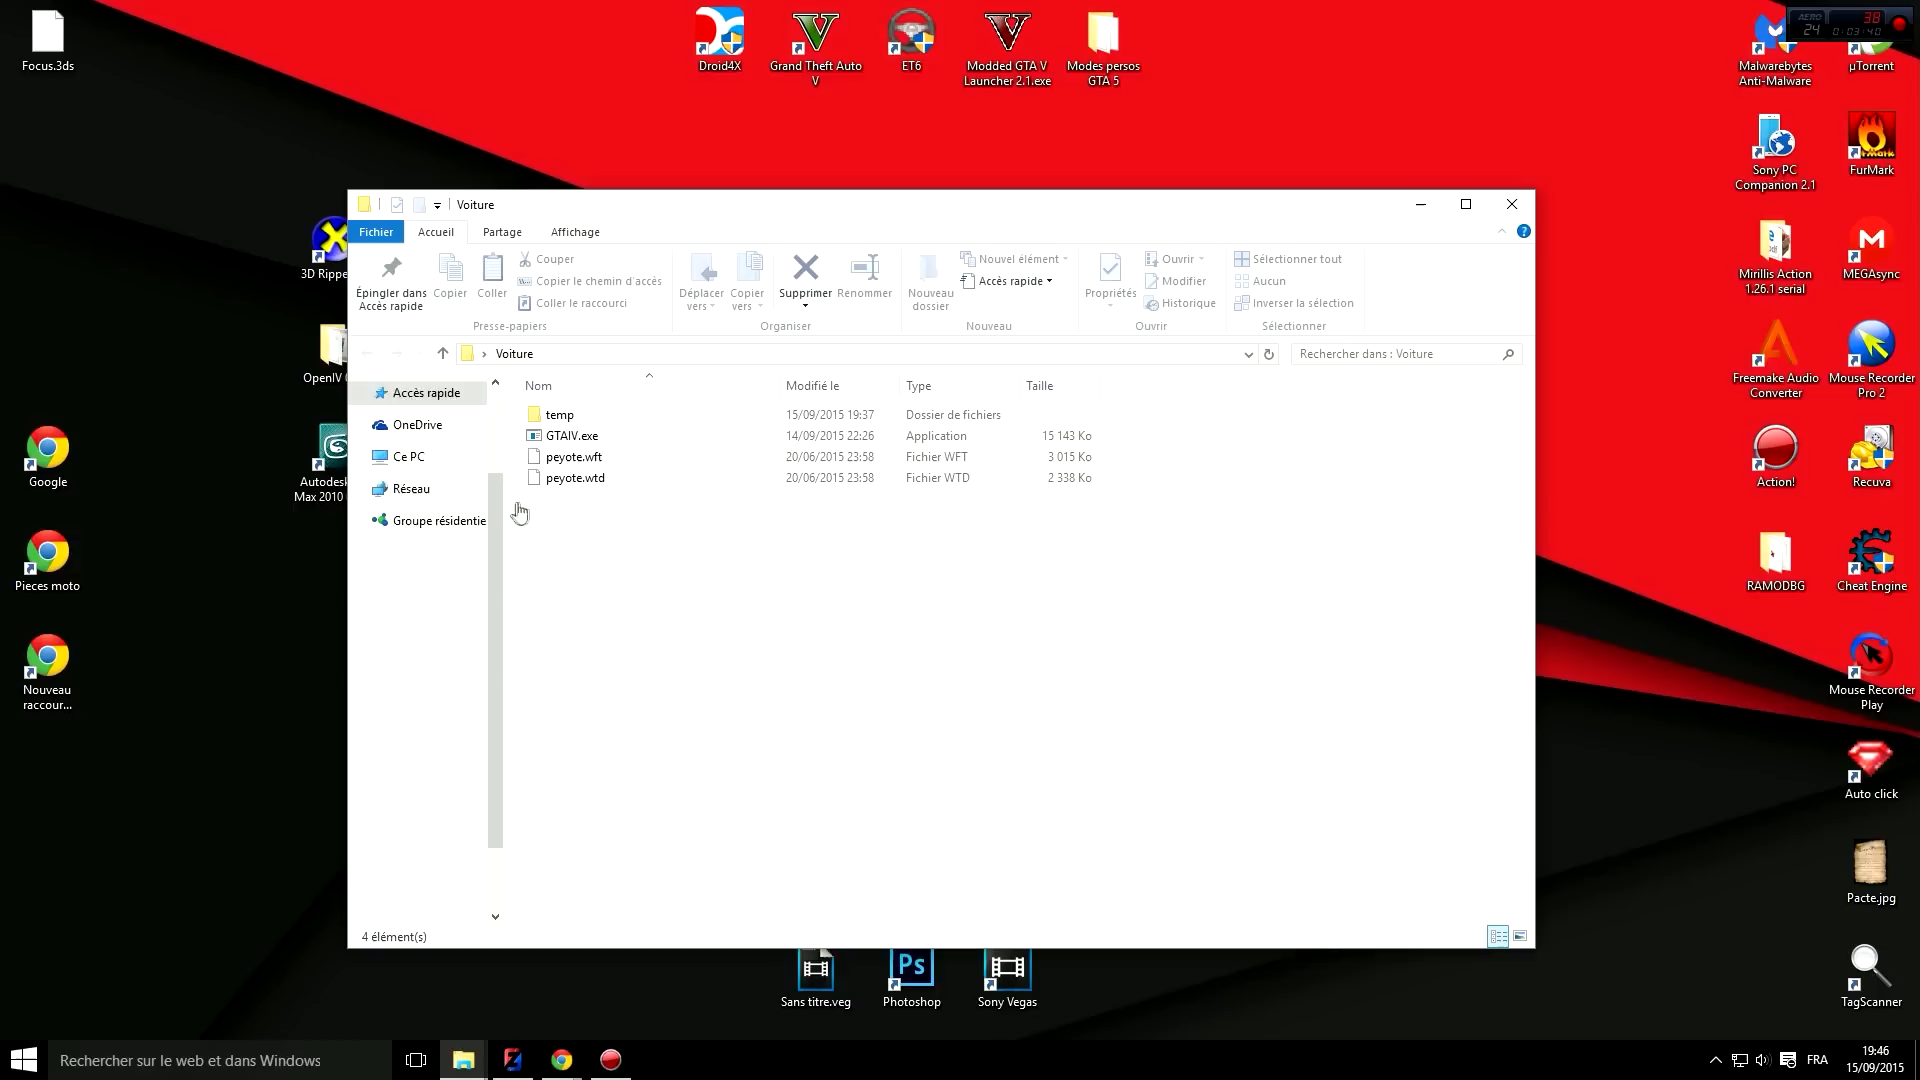 Focus.3ds
Droid4X
Grand Theft Auto
V
ET6
Modded GTA V
Launcher 2.1.exe
Modes persos
GTA 5
Malwarebytes
Anti-Malware
µTorrent
AERO
24
38
0:03:40
Sony PC
Companion 2.1
FurMark
Mirillis Action
1.26.1 serial
MEGAsync
Freemake Audio
Converter
Mouse Recorder
Pro 2
Action!
Recuva
RAMODBG
Cheat Engine
Mouse Recorder
Play
Auto click
Pacte.jpg
TagScanner
3D Rippe
OpenIV
Autodesk
Max 2010
Google
Pieces moto
Nouveau
raccour...
Voiture
Fichier
Accueil
Partage
Affichage
Épingler dans
Accès rapide
Copier
Coller
Couper
Copier le chemin d'accès
Coller le raccourci
Presse-papiers
Déplacer
vers
Copier
vers
Supprimer
Renommer
Organiser
Nouveau
dossier
Nouvel élément
Accès rapide
Nouveau
Propriétés
Ouvrir
Modifier
Historique
Ouvrir
Sélectionner tout
Aucun
Inverser la sélection
Sélectionner
Voiture
Rechercher dans : Voiture
Accès rapide
OneDrive
Ce PC
Réseau
Groupe résidentie
Nom
Modifié le
Type
Taille
temp
15/09/2015 19:37
Dossier de fichiers
GTAIV.exe
14/09/2015 22:26
Application
15 143 Ko
peyote.wft
20/06/2015 23:58
Fichier WFT
3 015 Ko
peyote.wtd
20/06/2015 23:58
Fichier WTD
2 338 Ko
4 élément(s)
Sans titre.veg
Ps
Photoshop
Sony Vegas
Rechercher sur le web et dans Windows
FRA
19:46
15/09/2015